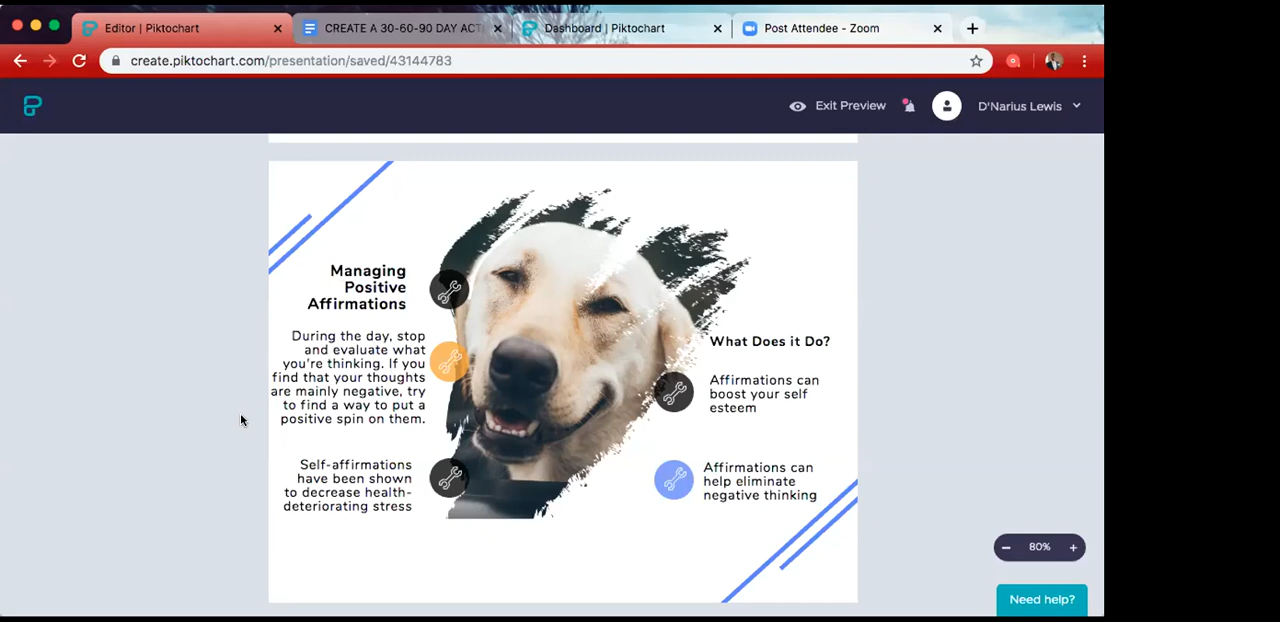 Editor | Piktochart
CREATE A 30-60-90 DAY ACT
Dashboard | Piktochart
Post Attendee - Zoom
create.piktochart.com/presentation/saved/43144783
Exit Preview
D'Narius Lewis
Managing
Positive
Affirmations
During the day, stop
and evaluate what
you're thinking. If you
find that your thoughts
are mainly negative, try
to find a way to put a
positive spin on them.
Self-affirmations
have been shown
to decrease health-
deteriorating stress
What Does it Do?
Affirmations can
boost your self
esteem
Affirmations can
help eliminate
negative thinking
80%
Need help?